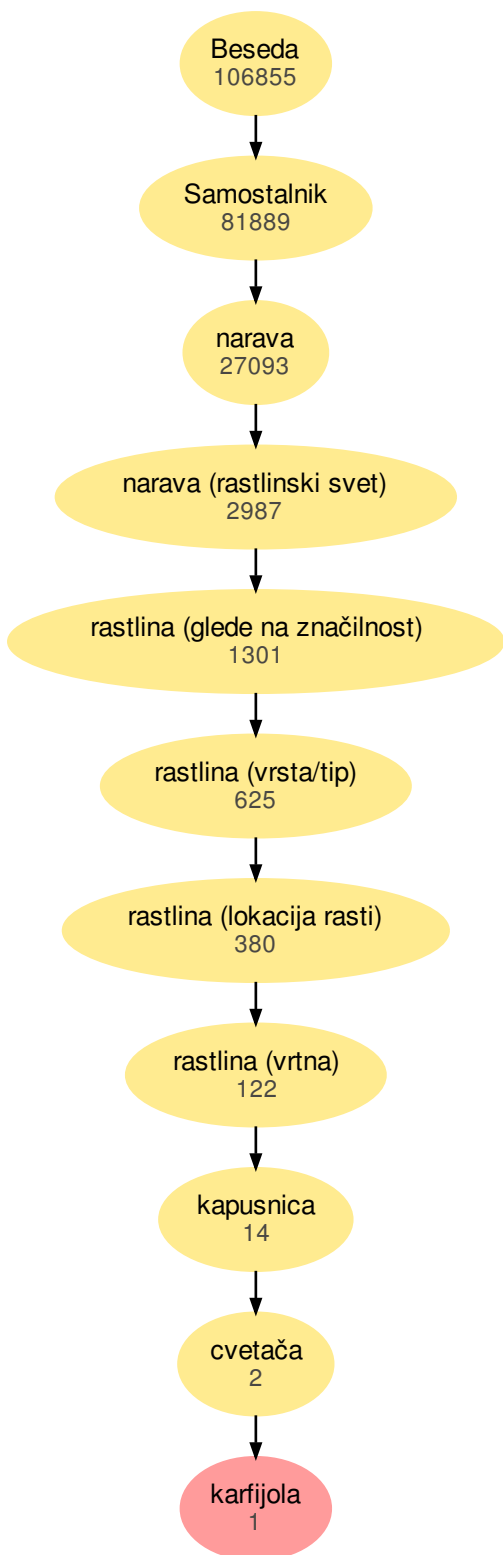 Beseda
106855
Samostalnik
81889
narava
27093
narava (rastlinski svet)
2987
rastlina (glede na značilnost)
1301
rastlina (vrsta/tip)
625
rastlina (lokacija rasti)
380
rastlina (vrtna)
122
kapusnica
14
cvetača
2
karfijola
1